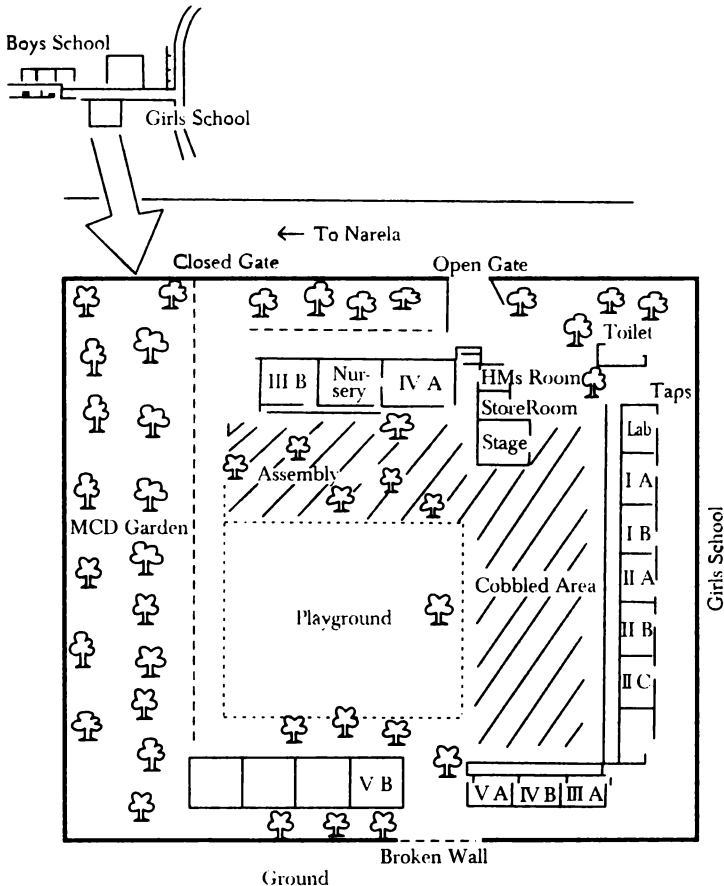 Boys School
Girls School
← To Narela
Closed Gate
Open Gate
Toilet
III B
Nur-
sery
IV A
HMs Room
Taps
StoreRoom
Lab
Stage
Assembly
I A
MCD Garden
I B
Girls School
II A
Cobbled Area
Playground
II B
II C
V B
V A
IV B
III A
Broken Wall
Ground